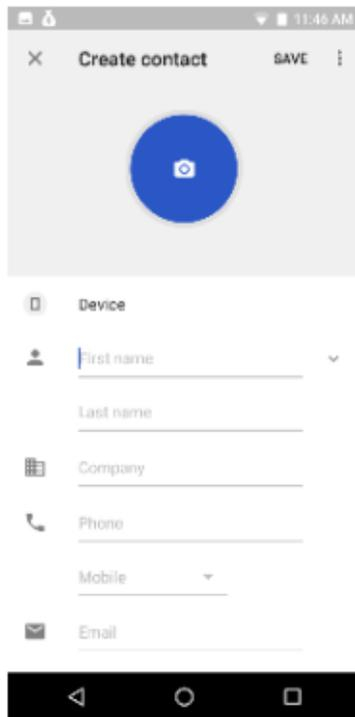 11:46 AM
Create contact SAVE
Device
First name
Last name
Company
Phone
Mobile
Email